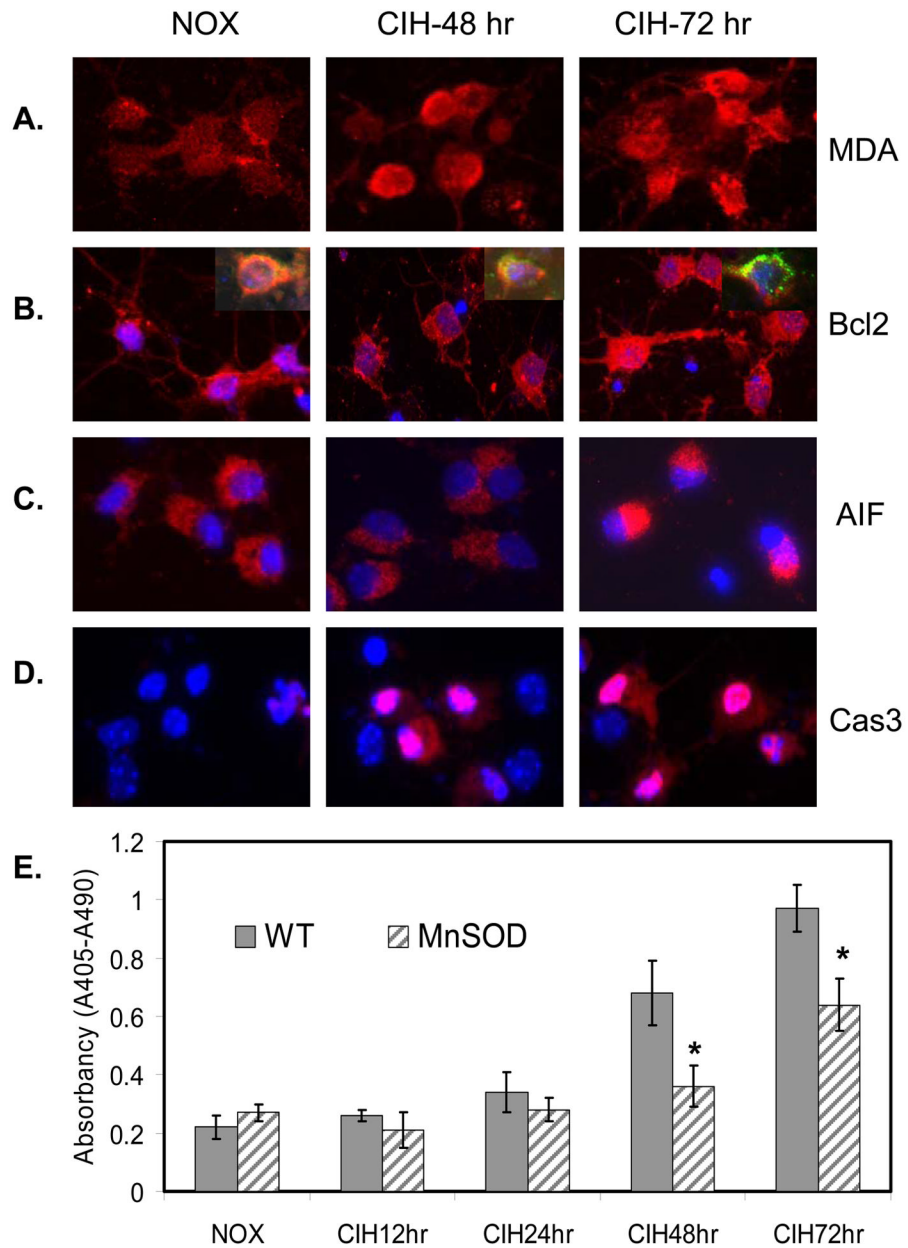 NOX CIH-48 hr CIH-72 hr
A. MDA
B. Bcl2
C. AIF
D. Cas3
E.
1.2
1
0.8
0.6
0.4
0.2
0
Absorbancy (A405-A490)
WT MnSOD
* *
NOX CIH12hr CIH24hr CIH48hr CIH72hr